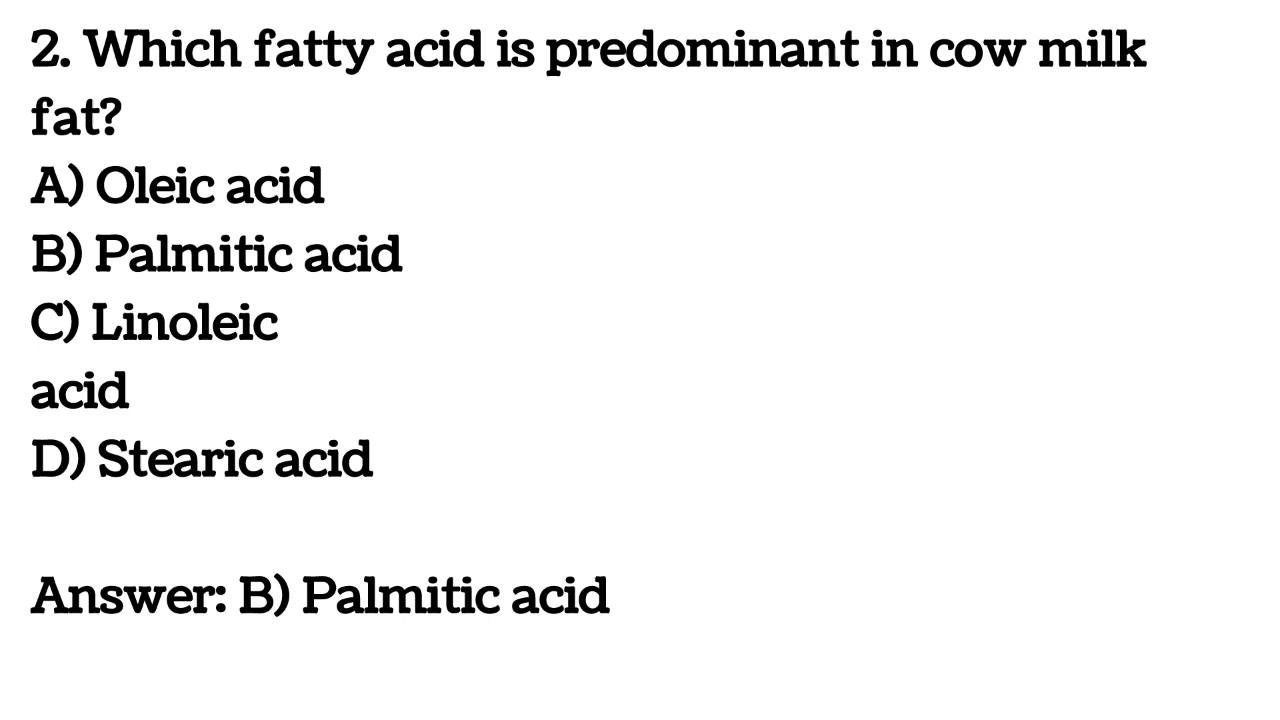 2. Which fatty acid is predominant in cow milk
fat?
A) Oleic acid
B) Palmitic acid
C) Linoleic
acid
D) Stearic acid
Answer: B) Palmitic acid